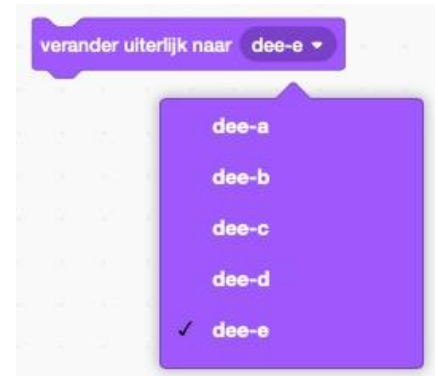 verander uiterlijk naar dee-e
dee-a
dee-b
dee-c
dee-d
✓ dee-e